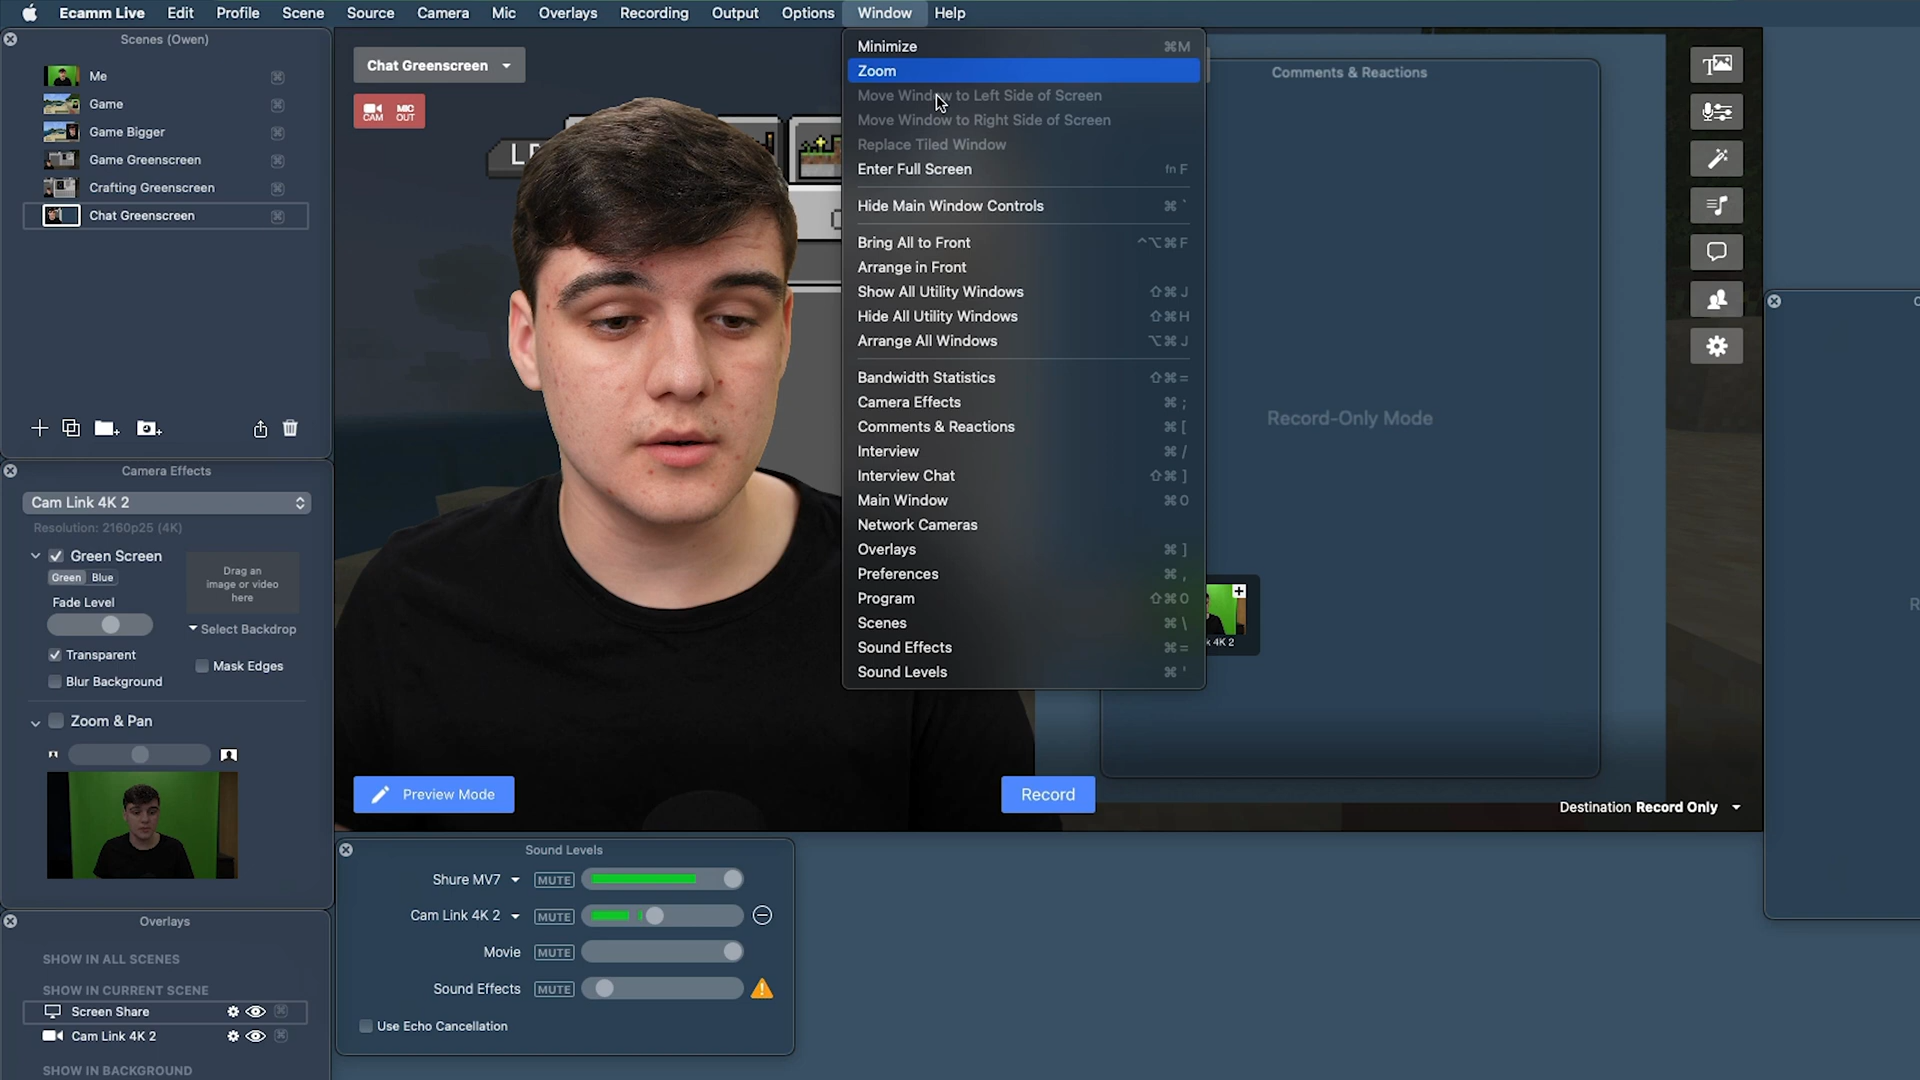 Ecamm Live Edit Profile Scene Source Camera Mic Overlays Recording Output Options Window Help
Scenes (Owen)
Me
Game
Game Bigger
Game Greenscreen
Crafting Greenscreen
Chat Greenscreen
Camera Effects
Cam Link 4K 2
Resolution: 2160p25 (4K)
Green Screen
Green Blue
Fade Level
Drag an
image or video
here
Select Backdrop
Transparent
Mask Edges
Blur Background
Zoom & Pan
Overlays
SHOW IN ALL SCENES
SHOW IN CURRENT SCENE
Screen Share
Cam Link 4K 2
SHOW IN BACKGROUND
Chat Greenscreen
CAM
MIC
OUT
Minimize ⌘M
Zoom
Move Window to Left Side of Screen
Move Window to Right Side of Screen
Replace Tiled Window
Enter Full Screen fn F
Hide Main Window Controls ⌘`
Bring All to Front ^⌥⌘F
Arrange in Front
Show All Utility Windows ⇧⌘J
Hide All Utility Windows ⇧⌘H
Arrange All Windows ⌥⌘J
Bandwidth Statistics ⇧⌘=
Camera Effects ⌘;
Comments & Reactions ⌘[
Interview ⌘/
Interview Chat ⇧⌘]
Main Window ⌘0
Network Cameras
Overlays ⌘]
Preferences ⌘,
Program ⇧⌘0
Scenes ⌘\
Sound Effects ⌘=
Sound Levels ⌘'
Comments & Reactions
Record-Only Mode
4K 2
Preview Mode
Record
Destination Record Only
Sound Levels
Shure MV7 MUTE
Cam Link 4K 2 MUTE
Movie MUTE
Sound Effects MUTE
Use Echo Cancellation